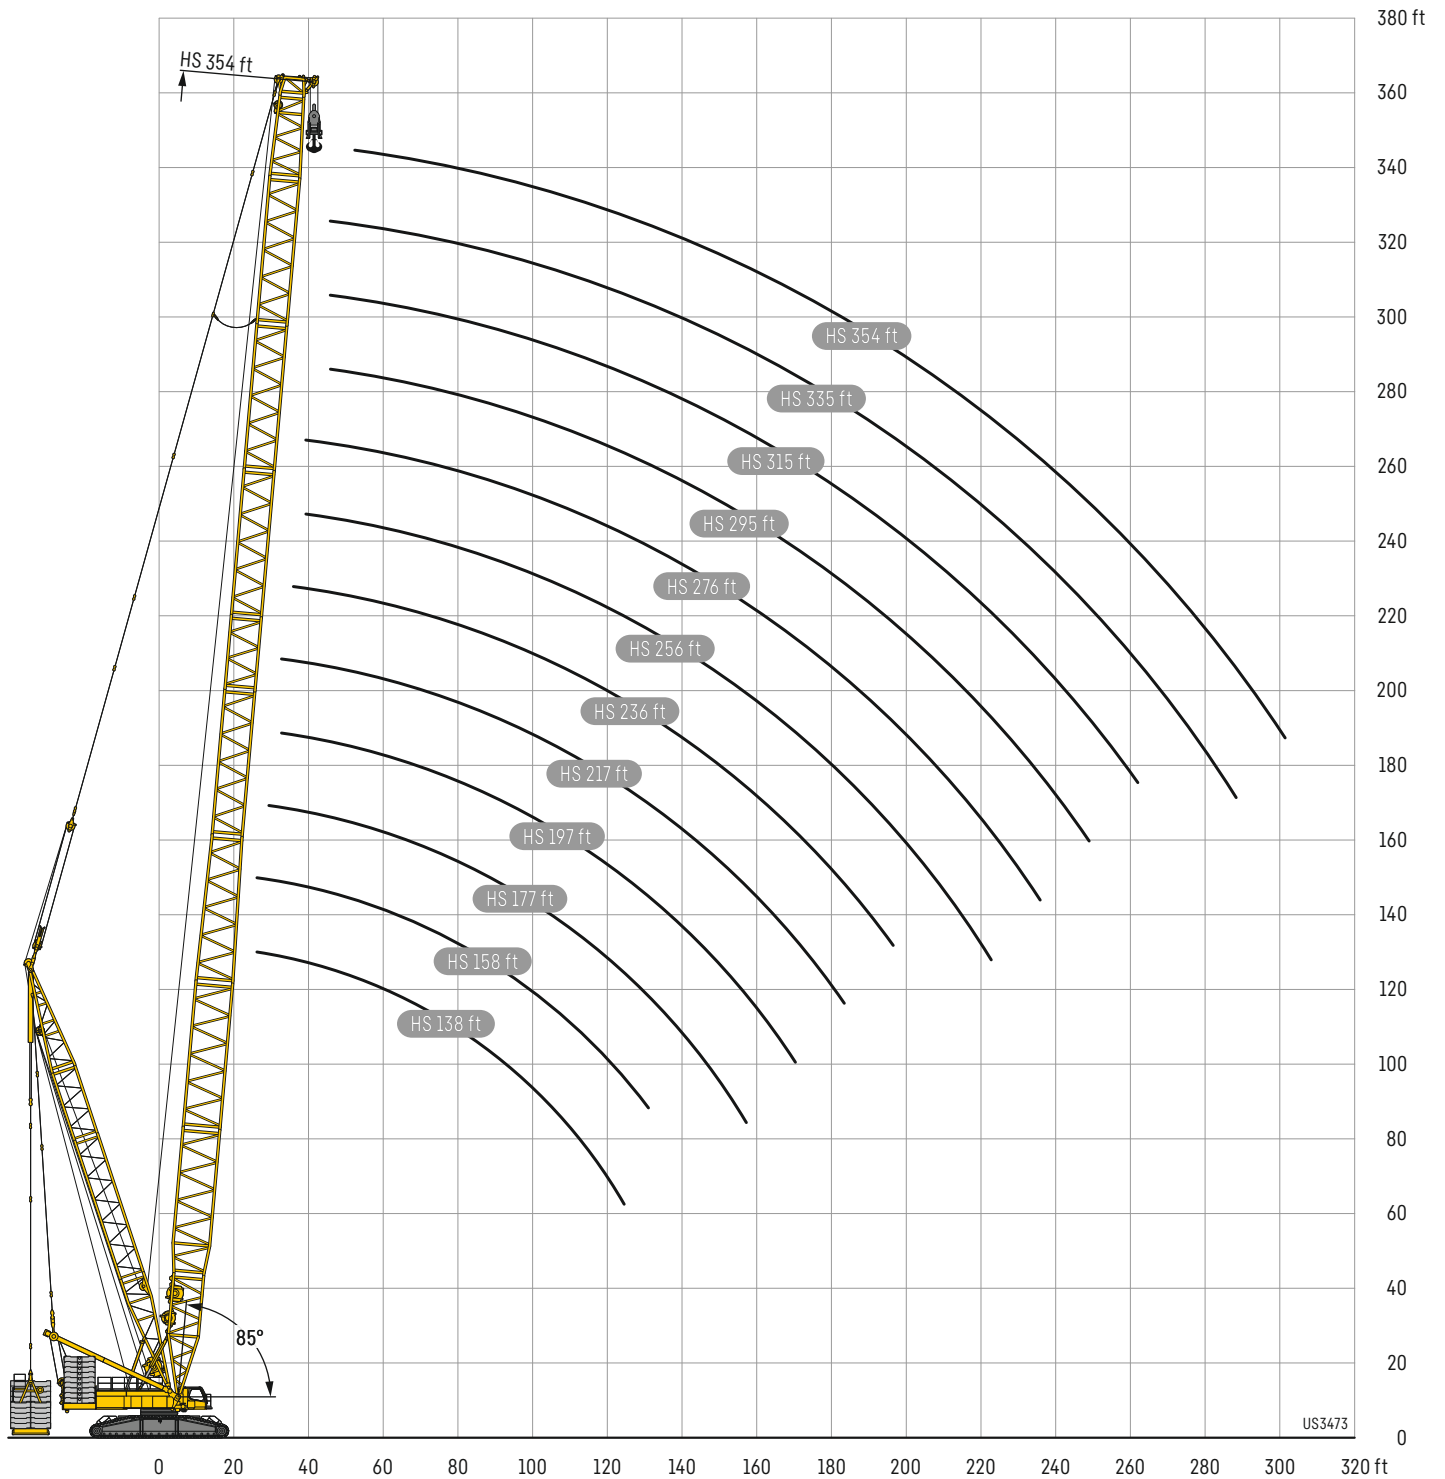 380 ft
HS 354 ft
360
340
320
300
HS 354 ft
280
HS 335 ft
260
HS 315 ft
240
HS 295 ft
220
HS 276 ft
200
HS 256 ft
HS 236 ft
180
HS 217 ft
160
HS 197 ft
140
HS 177 ft
HS 158 ft
120
HS 138 ft
100
80
60
40
85°
20
US3473
0
0 20 40 60 80 100 120 140 160 180 200 220 240 260 280 300 320 ft